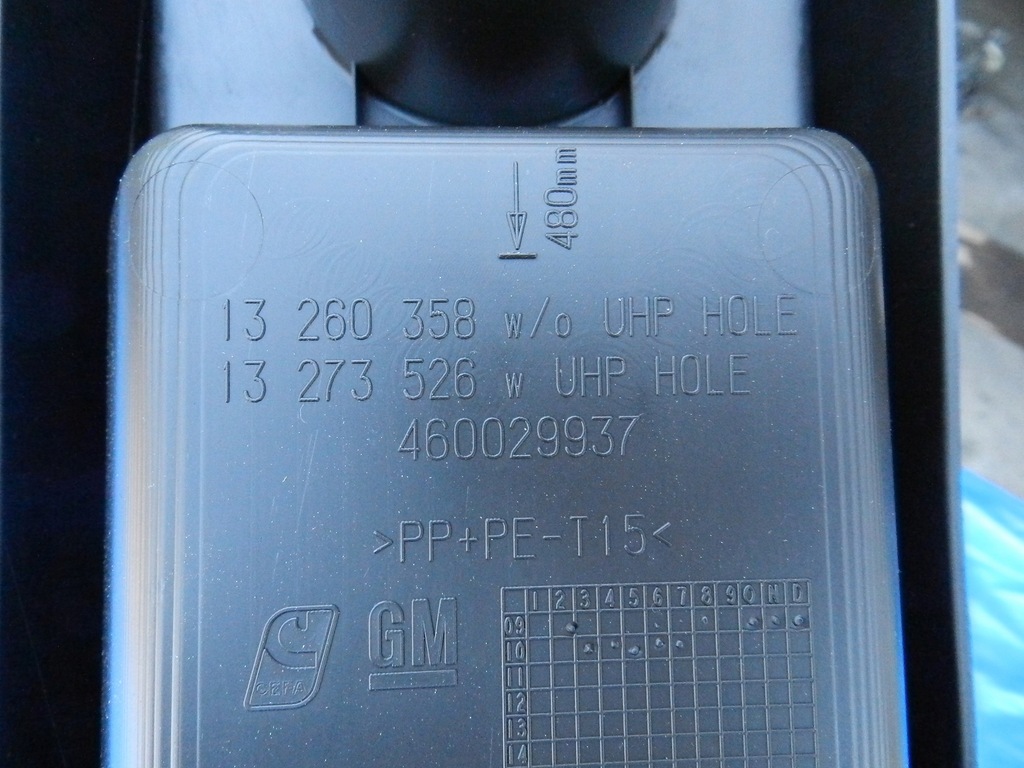 480mm
13 260 358 w/o UHP HOLE
13 273 526 w UHP HOLE
460029937
>PP+PE-T15<
GM
1 2 3 4 5 6 7 8 9 O N D
09
10
11
12
13
14